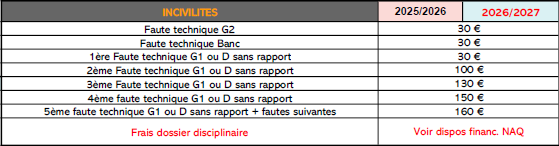 INCIVILITES 2025/2026 2026/2027
Faute technique G2 30 €
Faute technique Banc 30 €
1ère Faute technique G1 ou D sans rapport 30 €
2ème Faute technique G1 ou D sans rapport 100 €
3ème Faute technique G1 ou D sans rapport 130 €
4ème faute technique G1 ou D sans rapport 150 €
5ème faute technique G1 ou D sans rapport + fautes suivantes 160 €
Frais dossier disciplinaire Voir dispos financ. NAQ